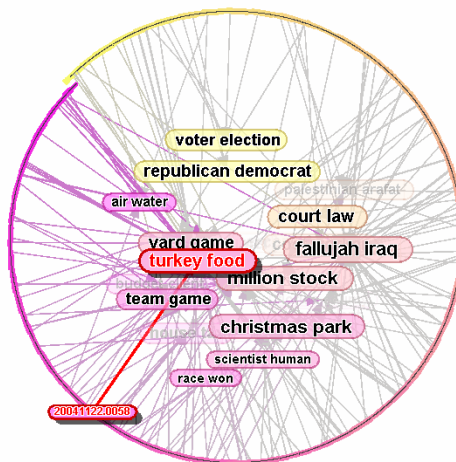 voter election
republican democrat
palestinian arafat
air water
court law
yard game
fallujah iraq
turkey food
million stock
team game
christmas park
scientist human
race won
20041122.0058